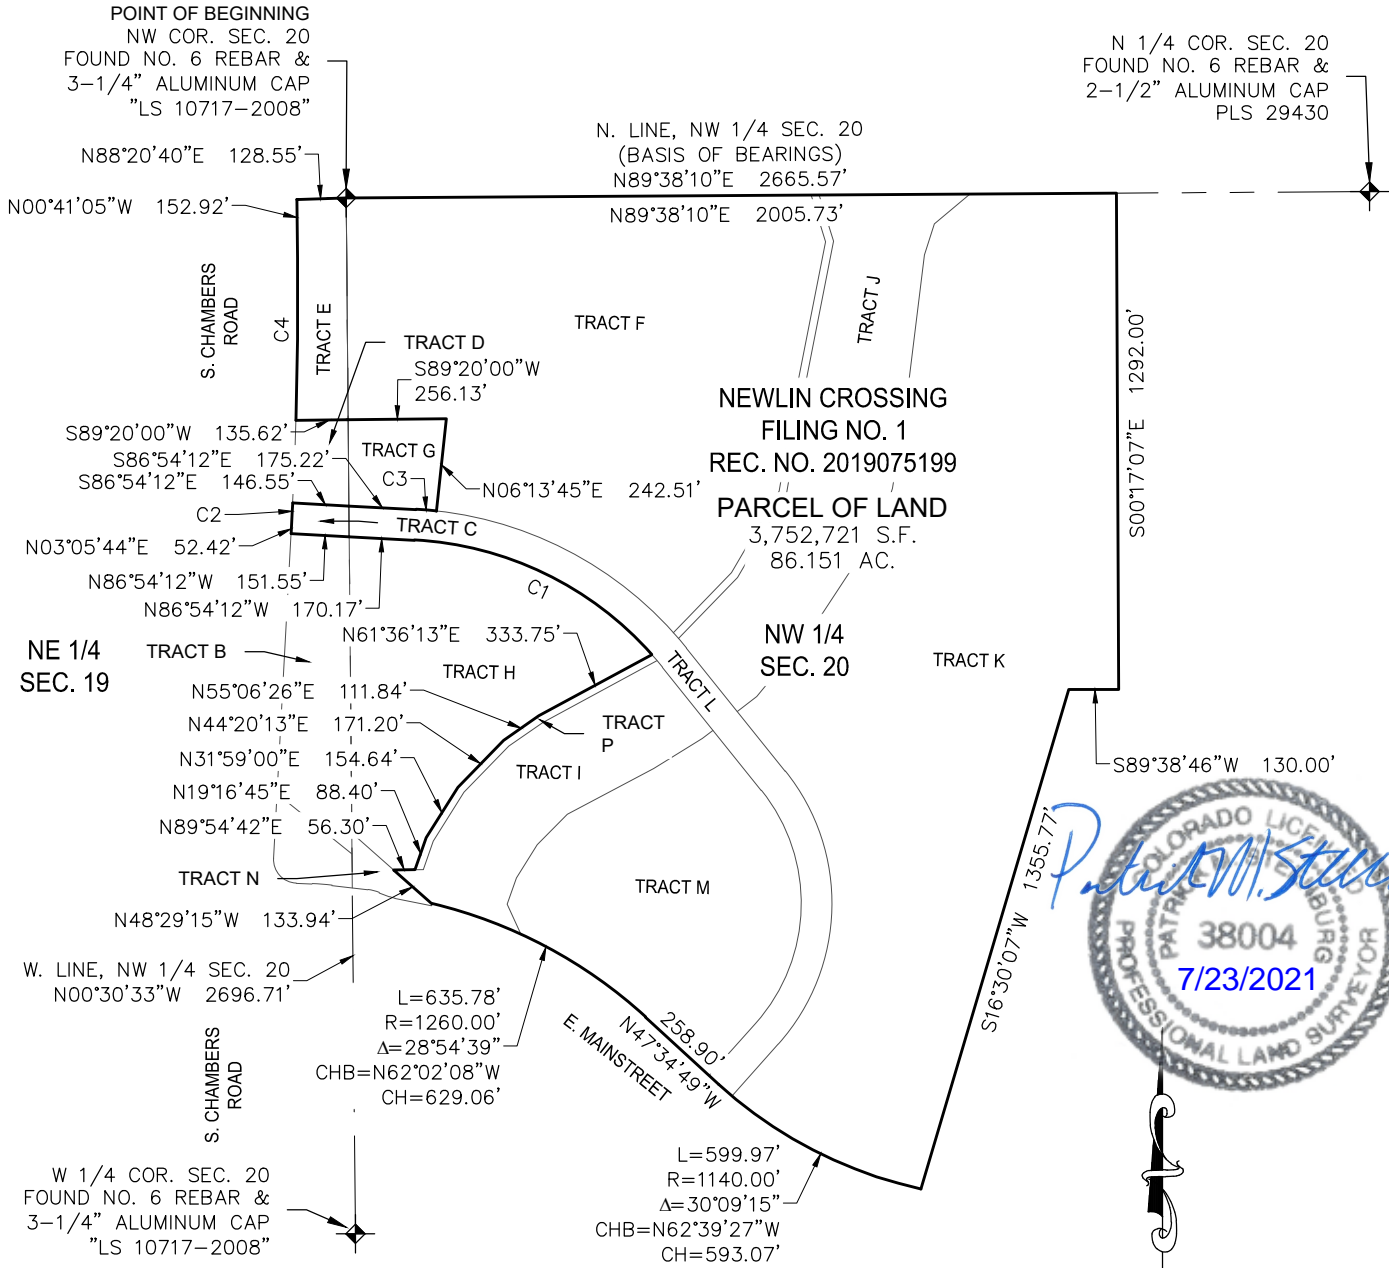 POINT OF BEGINNING
NW COR. SEC. 20
FOUND NO. 6 REBAR &
3-1/4" ALUMINUM CAP
"LS 10717-2008"
N 1/4 COR. SEC. 20
FOUND NO. 6 REBAR &
2-1/2" ALUMINUM CAP
PLS 29430
N. LINE, NW 1/4 SEC. 20
(BASIS OF BEARINGS)
N89°38'10"E 2665.57'
N88°20'40"E 128.55'
N00°41'05"W 152.92'
N89°38'10"E 2005.73'
S. CHAMBERS
ROAD
C4
TRACT E
TRACT F
TRACT J
TRACT D
S89°20'00"W
256.13'
S00°17'07"E 1292.00'
NEWLIN CROSSING
FILING NO. 1
REC. NO. 2019075199
PARCEL OF LAND
3,752,721 S.F.
86.151 AC.
S89°20'00"W 135.62'
TRACT G
S86°54'12"E 175.22'
C3
S86°54'12"E 146.55'
N06°13'45"E 242.51'
C2
TRACT C
N03°05'44"E 52.42'
N86°54'12"W 151.55'
C1
N86°54'12"W 170.17'
N61°36'13"E 333.75'
NE 1/4
SEC. 19
TRACT B
TRACT H
NW 1/4
SEC. 20
TRACT K
TRACT L
N55°06'26"E 111.84'
N44°20'13"E 171.20'
TRACT
P
N31°59'00"E 154.64'
TRACT I
N19°16'45"E 88.40'
N89°54'42"E 56.30'
S89°38'46"W 130.00'
TRACT N
TRACT M
N48°29'15"W 133.94'
S16°30'07"W 1355.77'
COLORADO LICENSED
38004
7/23/2021
PROFESSIONAL LAND SURVEYOR
W. LINE, NW 1/4 SEC. 20
N00°30'33"W 2696.71'
L=635.78'
R=1260.00'
Δ=28°54'39"
CHB=N62°02'08"W
CH=629.06'
258.90'
N47°34'49"W
E. MAINSTREET
S. CHAMBERS
ROAD
L=599.97'
R=1140.00'
Δ=30°09'15"
CHB=N62°39'27"W
CH=593.07'
W 1/4 COR. SEC. 20
FOUND NO. 6 REBAR &
3-1/4" ALUMINUM CAP
"LS 10717-2008"